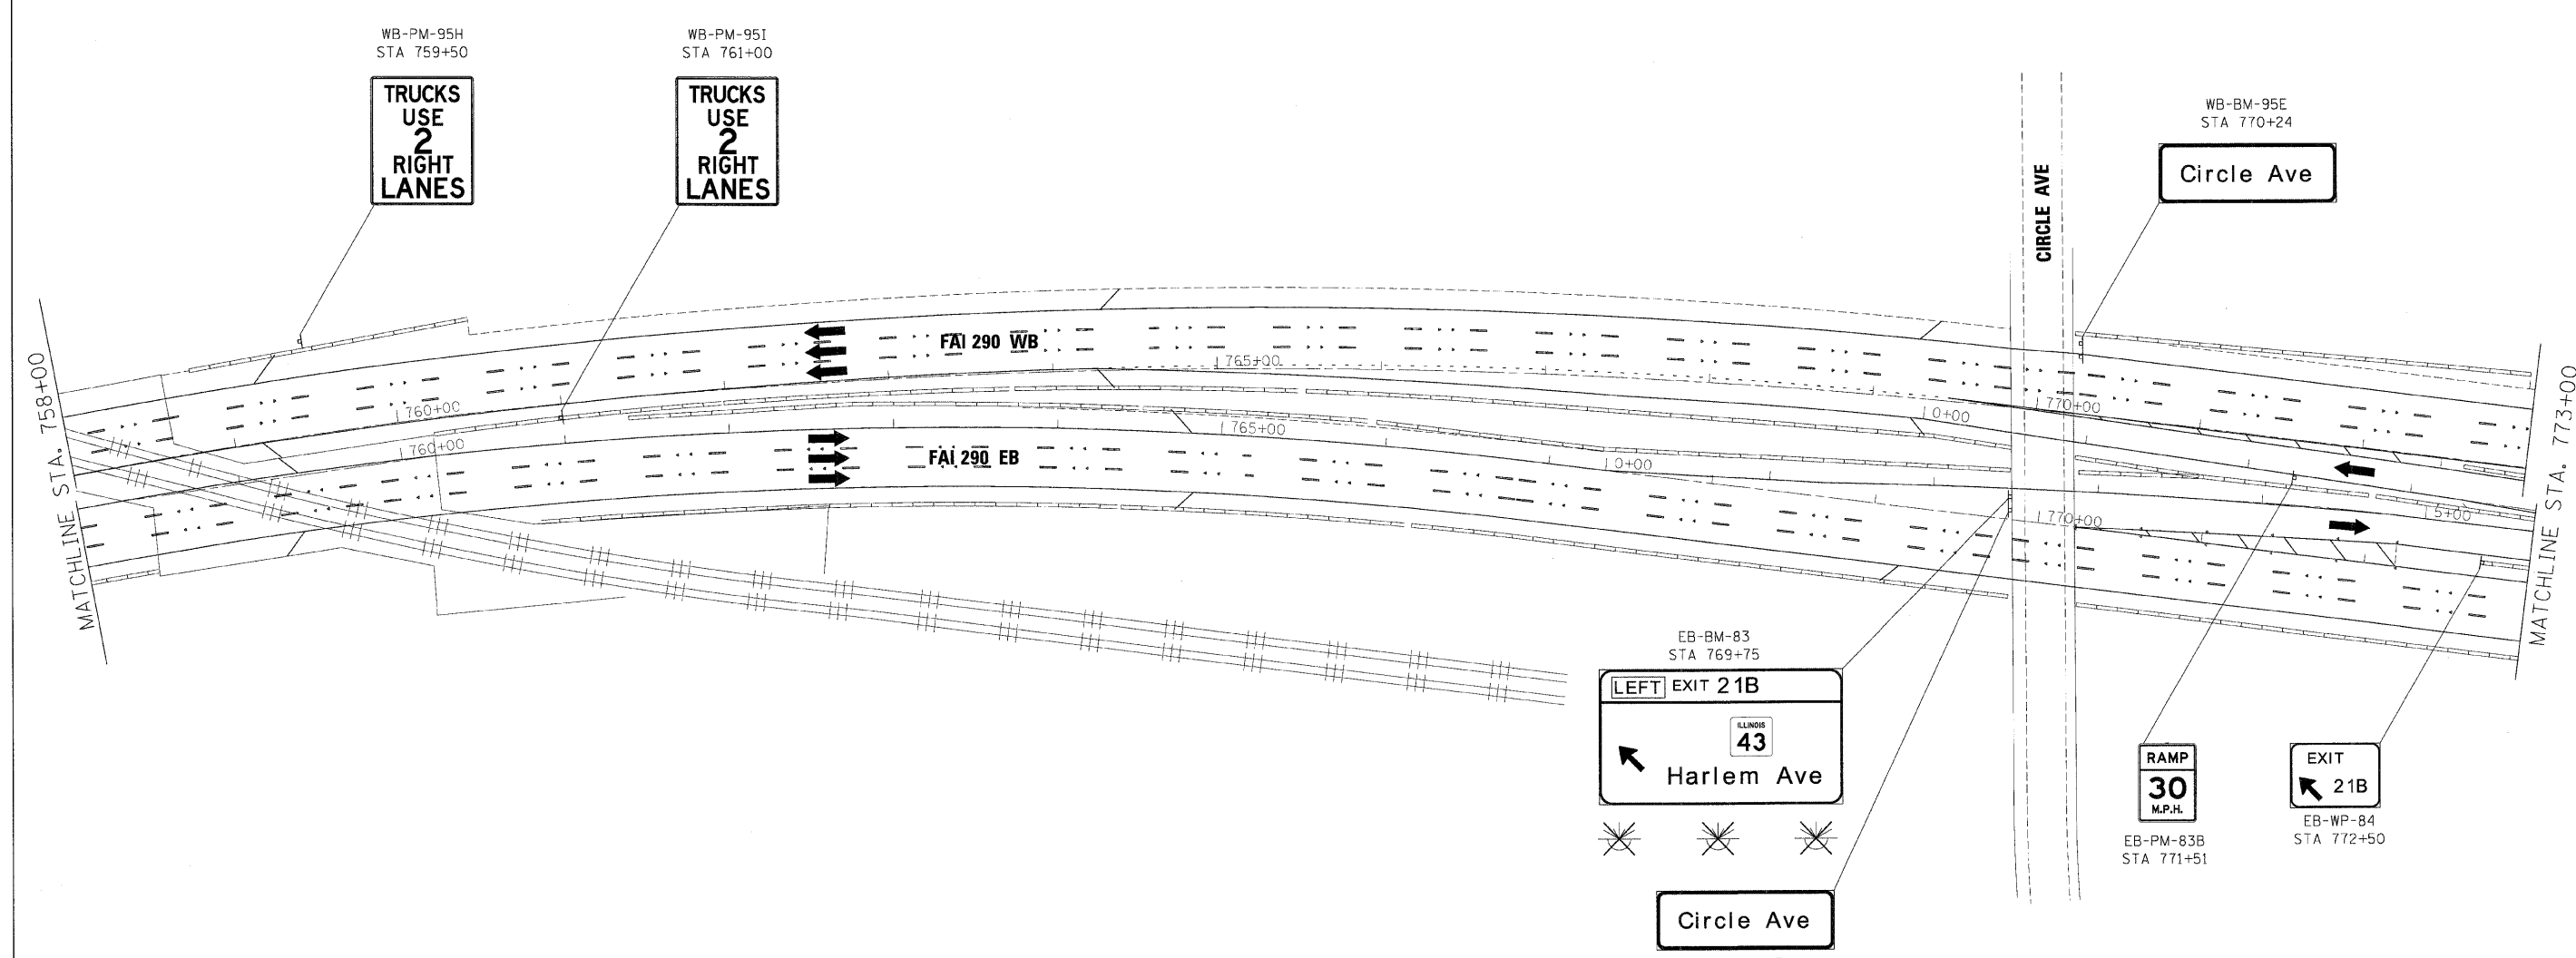 WB-PM-95H
STA 759+50
TRUCKS
USE
2
RIGHT
LANES
WB-PM-95I
STA 761+00
TRUCKS
USE
2
RIGHT
LANES
WB-BM-95E
STA 770+24
Circle Ave
CIRCLE AVE
MATCHLINE STA. 758+00
FAI 290 WB
760+00
765+00
770+00
0+00
760+00
765+00
FAI 290 EB
0+00
770+00
5+00
MATCHLINE STA. 773+00
EB-BM-83
STA 769+75
LEFT EXIT 21B
ILLINOIS
43
Harlem Ave
Circle Ave
RAMP
30
M.P.H.
EB-PM-83B
STA 771+51
EXIT
21B
EB-WP-84
STA 772+50